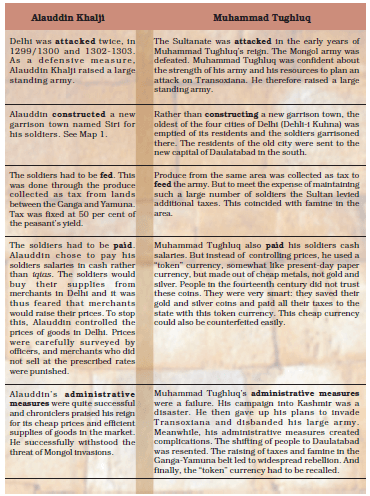 Alauddin Khalji
Muhammad Tughluq
Delhi was attacked twice, in
1299/1300 and 1302-1303.
As a defensive measure,
Alauddin Khalji raised a large
standing army.
The Sultanate was attacked in the early years of
Muhammad Tughluq's reign. The Mongol army was
defeated. Muhammad Tughluq was confident about
the strength of his army and his resources to plan an
attack on Transoxiana. He therefore raised a large
standing army.
Alauddin constructed a new
garrison town named Siri for
his soldiers. See Map 1.
Rather than constructing a new garrison town, the
oldest of the four cities of Delhi (Dehli-i Kuhna) was
emptied of its residents and the soldiers garrisoned
there. The residents of the old city were sent to the
new capital of Daulatabad in the south.
The soldiers had to be fed. This
was done through the produce
collected as tax from lands
between the Ganga and Yamuna.
Tax was fixed at 50 per cent of
the peasant's yield.
Produce from the same area was collected as tax to
feed the army. But to meet the expense of maintaining
such a large number of soldiers the Sultan levied
additional taxes. This coincided with famine in the
area.
The soldiers had to be paid.
Alauddin chose to pay his
soldiers salaries in cash rather
than iqtas. The soldiers would
buy their supplies from
merchants in Delhi and it was
thus feared that merchants
would raise their prices. To stop
this, Alauddin controlled the
prices of goods in Delhi. Prices
were carefully surveyed by
officers, and merchants who did
not sell at the prescribed rates
were punished.
Muhammad Tughluq also paid his soldiers cash
salaries. But instead of controlling prices, he used a
"token" currency, somewhat like present-day paper
currency, but made out of cheap metals, not gold and
silver. People in the fourteenth century did not trust
these coins. They were very smart: they saved their
gold and silver coins and paid all their taxes to the
state with this token currency. This cheap currency
could also be counterfeited easily.
Alauddin's administrative
measures were quite successful
and chroniclers praised his reign
for its cheap prices and efficient
supplies of goods in the market.
He successfully withstood the
threat of Mongol invasions.
Muhammad Tughluq's administrative measures
were a failure. His campaign into Kashmir was a
disaster. He then gave up his plans to invade
Transoxiana and disbanded his large army.
Meanwhile, his administrative measures created
complications. The shifting of people to Daulatabad
was resented. The raising of taxes and famine in the
Ganga-Yamuna belt led to widespread rebellion. And
finally, the "token" currency had to be recalled.